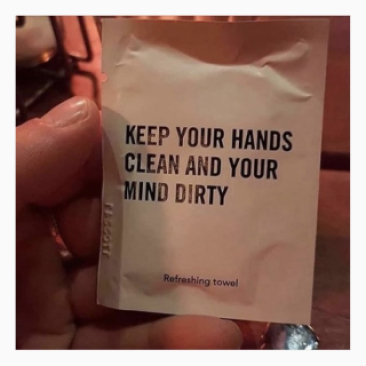 KEEP YOUR HANDS
CLEAN AND YOUR
MIND DIRTY
Refreshing towel